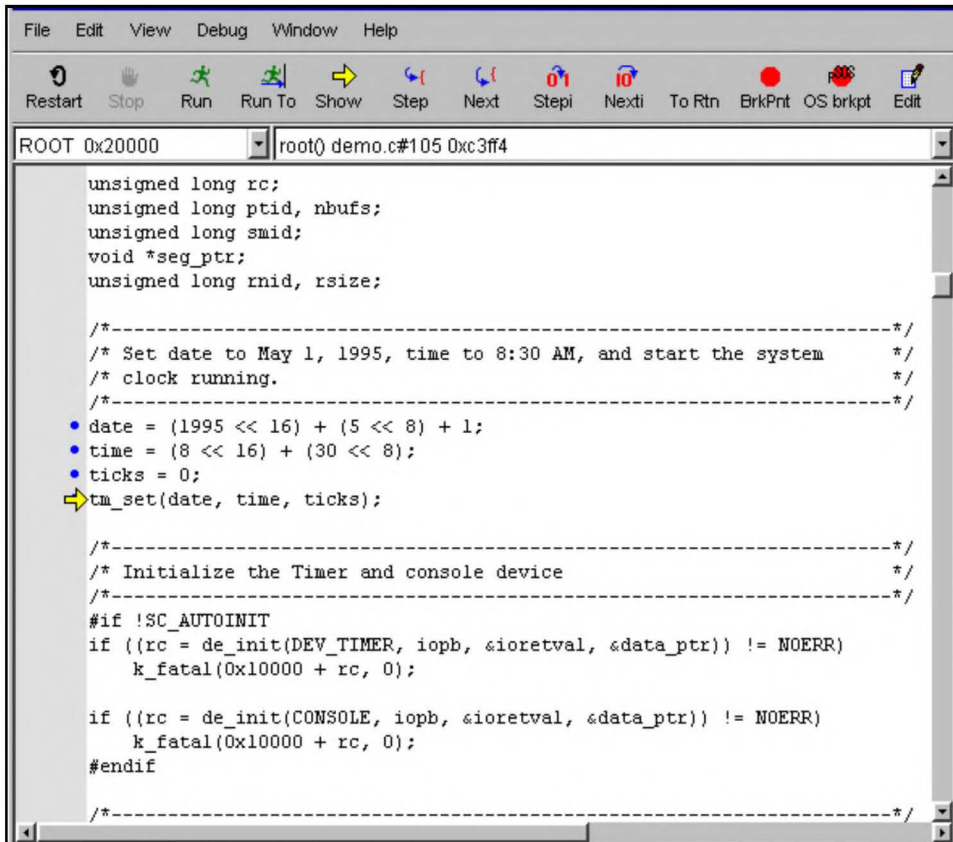 File Edit View Debug Window Help
Restart Stop Run Run To Show Step Next Stepi Nexti To Rtn BrkPnt OS brkpt Edit
ROOT 0x20000 root() demo.c#105 0xc3ff4
unsigned long rc;
unsigned long ptid, nbufs;
unsigned long smid;
void *seg_ptr;
unsigned long rnid, rsize;
/*---------------------------------------------------------------------*/
/* Set date to May 1, 1995, time to 8:30 AM, and start the system */
/* clock running. */
/*---------------------------------------------------------------------*/
date = (1995 << 16) + (5 << 8) + 1;
time = (8 << 16) + (30 << 8);
ticks = 0;
tm_set(date, time, ticks);
/*---------------------------------------------------------------------*/
/* Initialize the Timer and console device */
/*---------------------------------------------------------------------*/
#if !SC_AUTOINIT
if ((rc = de_init(DEV_TIMER, iopb, &ioretval, &data_ptr)) != NOERR)
k_fatal(0x10000 + rc, 0);
if ((rc = de_init(CONSOLE, iopb, &ioretval, &data_ptr)) != NOERR)
k_fatal(0x10000 + rc, 0);
#endif
/*---------------------------------------------------------------------*/